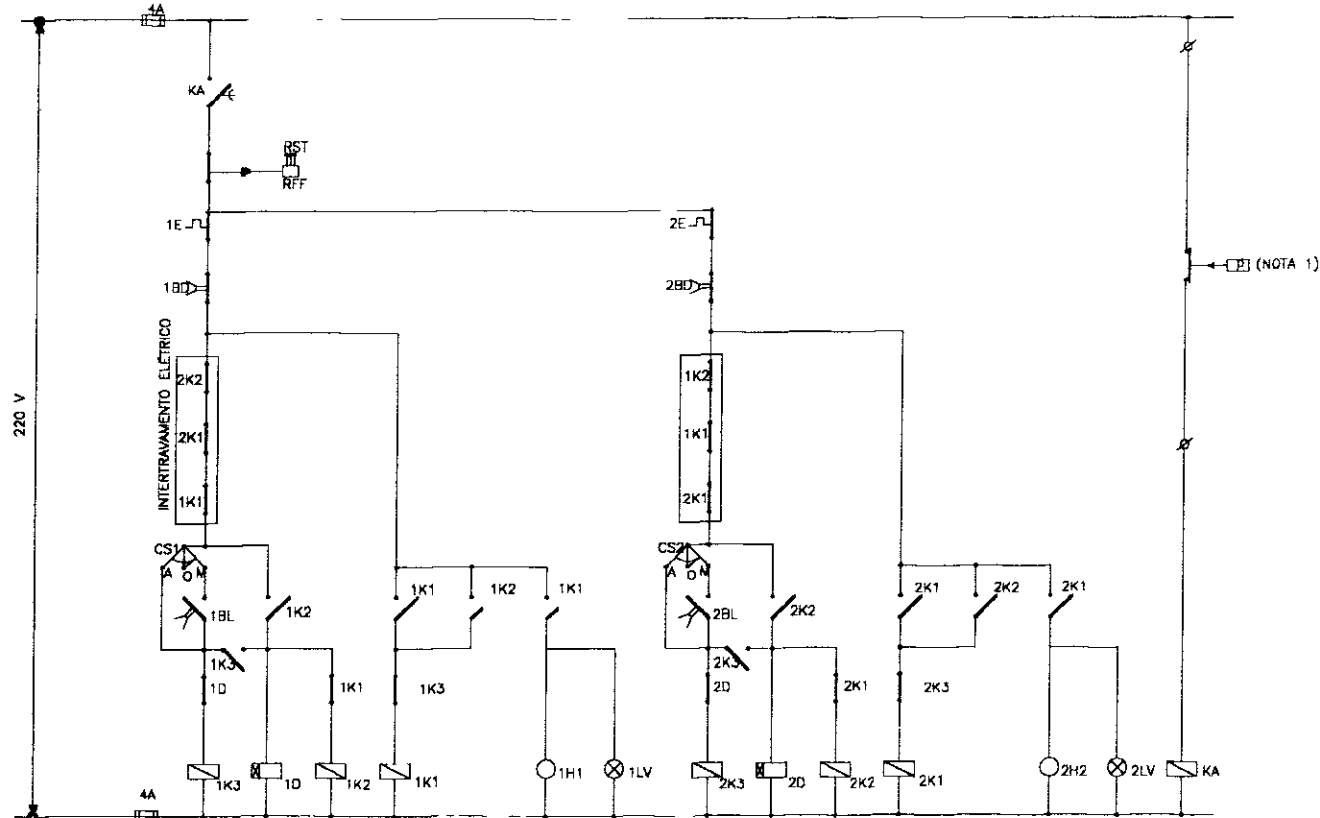 4A
KA
RST
RFF
1E
2E
P (NOTA 1)
1BD
2BD
INTERTRAVAMENTO ELÉTRICO
220 V
2K2
1K2
2K1
1K1
1K1
2K1
CS1
A O M
CS2
A O M
1K1
1K2
1K1
2K1
2K2
2K1
1BL
1K2
2BL
2K2
1K3
2K3
1D
1K1
1K3
2D
2K1
2K3
1K3
1D
1K2
1K1
1H1
1LV
2K3
2D
2K2
2K1
2H2
2LV
KA
4A